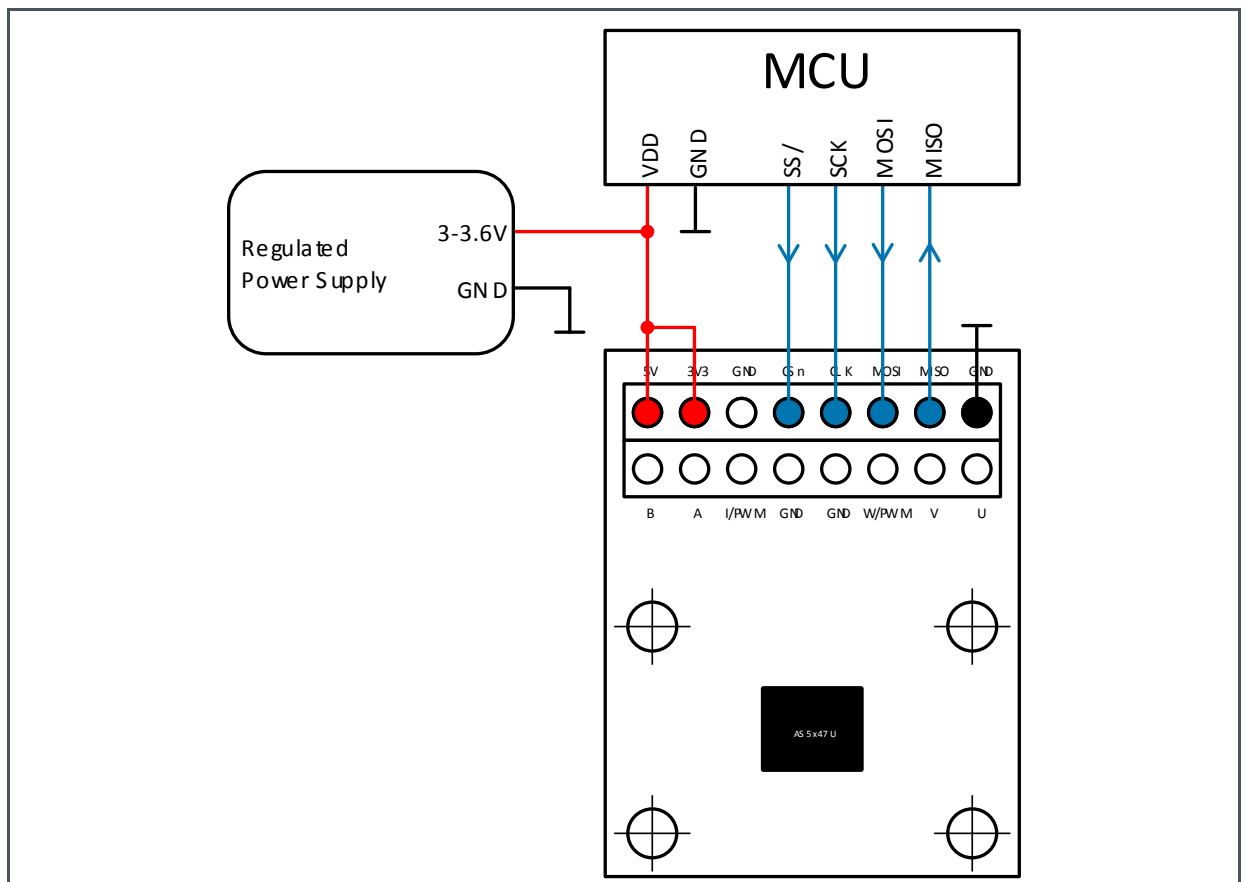 MCU
VDD
GND
SS/
SCK
MOSI
MISO
Regulated
Power Supply
3-3.6V
GND
5V 3V3 GND CSn CLK MOSI MISO GND
B A I/PWM GND GND W/PWM V U
AS5x47U